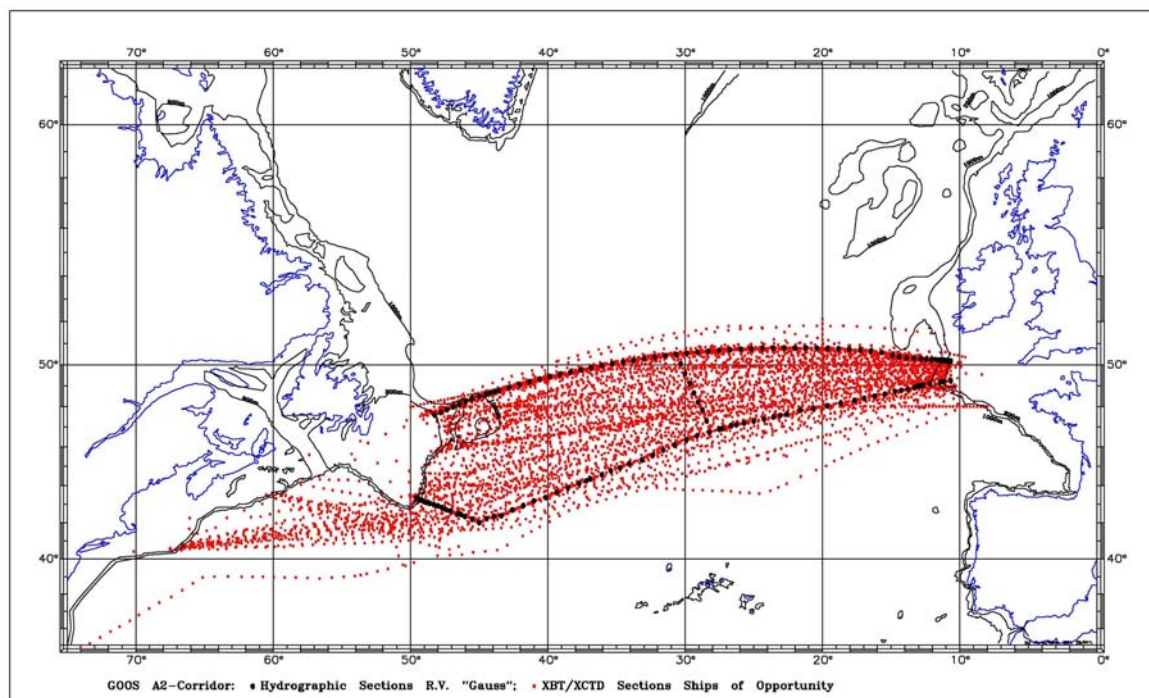 70° 60° 50° 40° 30° 20° 10° 0°
60° 60°
50° 50°
40° 40°
70° 60° 50° 40° 30° 20° 10° 0°
GOOS A2-Corridor: • Hydrographic Sections R.V. "Gauss"; • XBT/XCTD Sections Ships of Opportunity